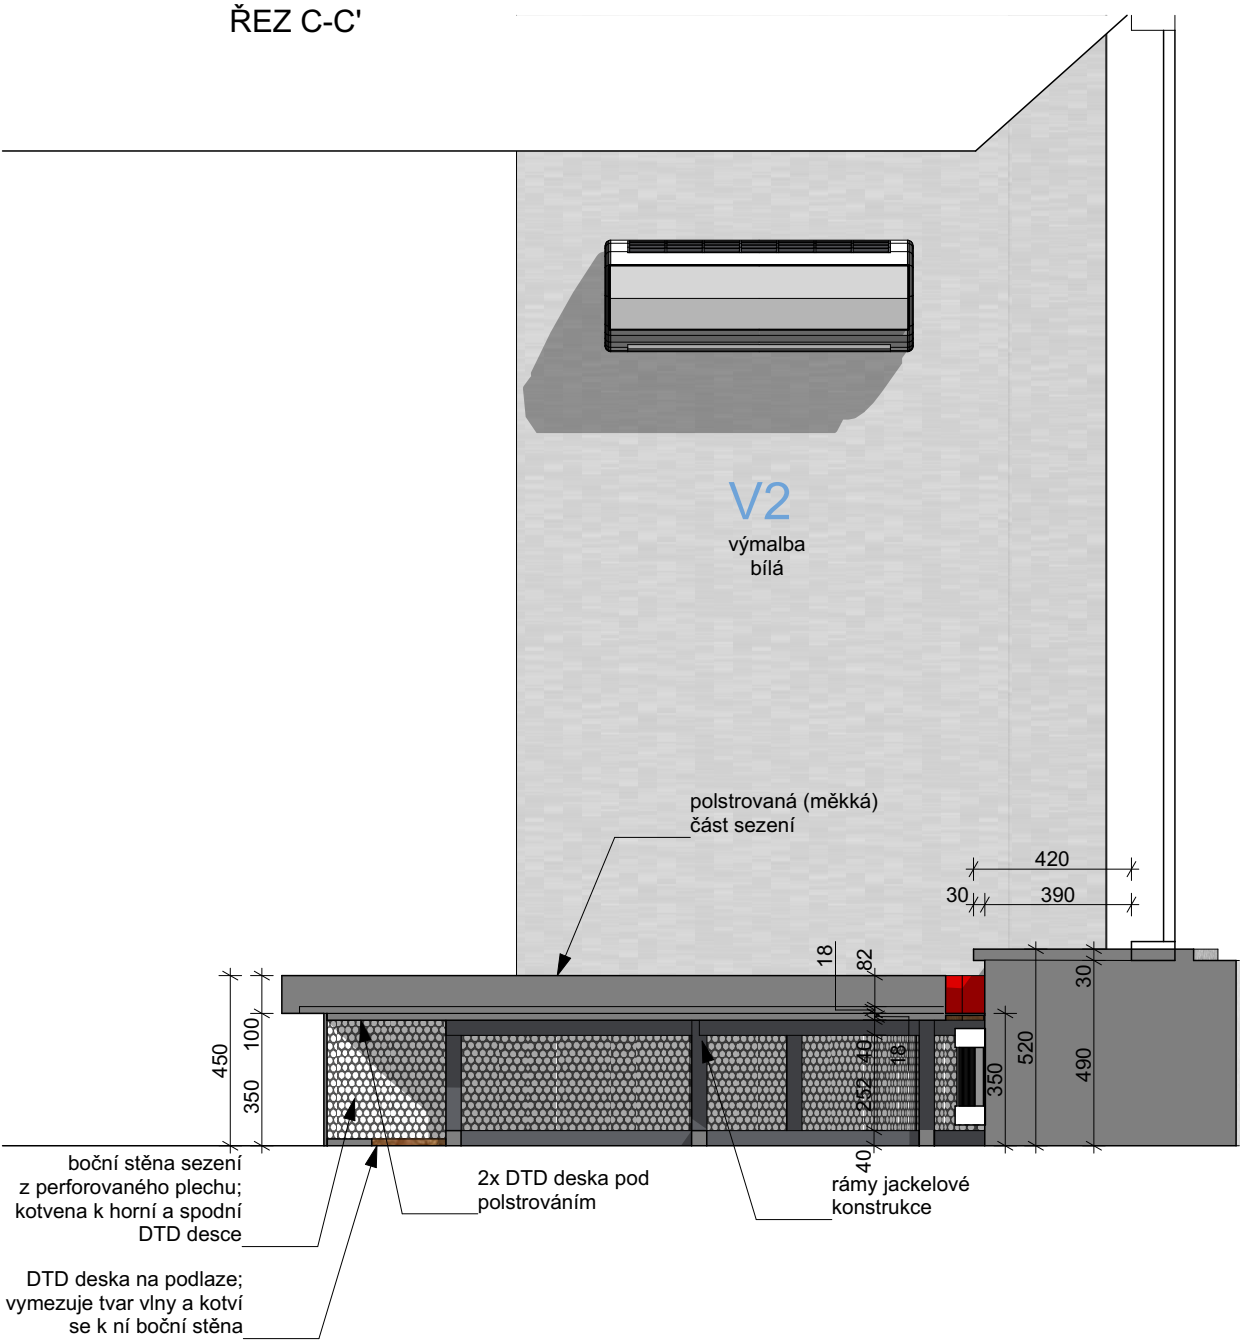 ŘEZ C-C'
V2
výmalba
bílá
polstrovaná (měkká)
část sezení
420
30
390
18
82
30
100
450
350
40
18
252
350
520
490
40
boční stěna sezení
z perforovaného plechu;
kotvena k horní a spodní
DTD desce
2x DTD deska pod
polstrováním
rámy jackelové
konstrukce
DTD deska na podlaze;
vymezuje tvar vlny a kotví
se k ní boční stěna